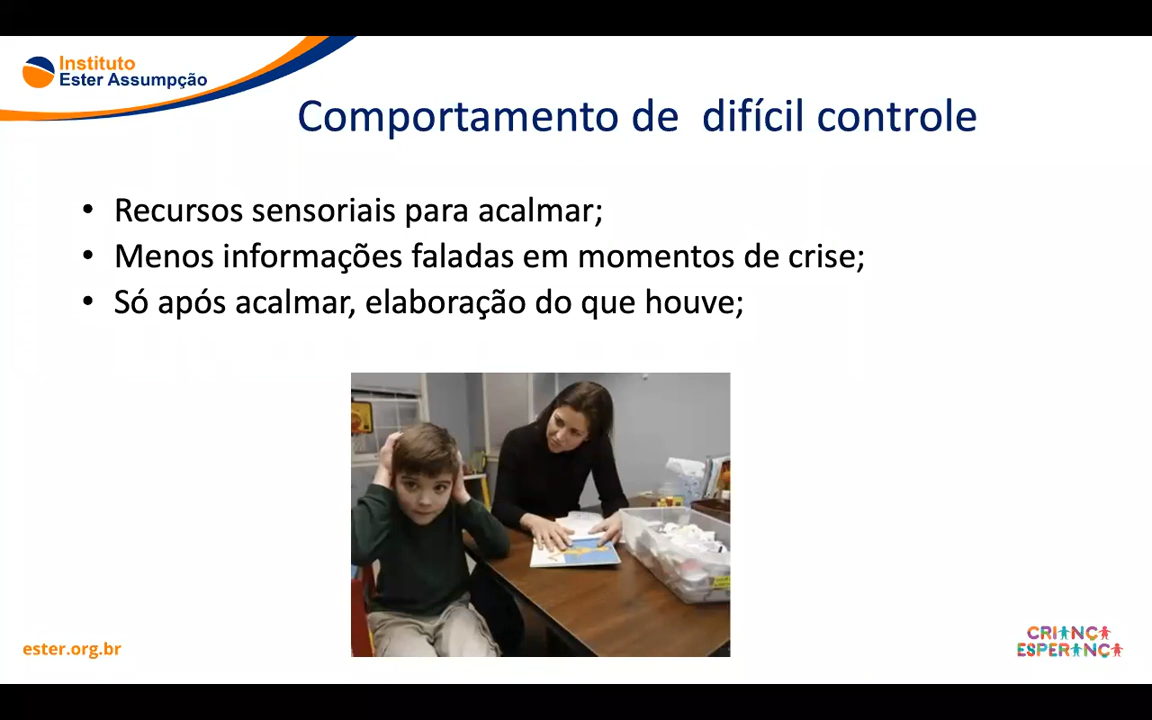 Instituto
Ester Assumpção
Comportamento de  difícil controle
• Recursos sensoriais para acalmar;
• Menos informações faladas em momentos de crise;
• Só após acalmar, elaboração do que houve;
ester.org.br
CRIANÇA
ESPERANÇA